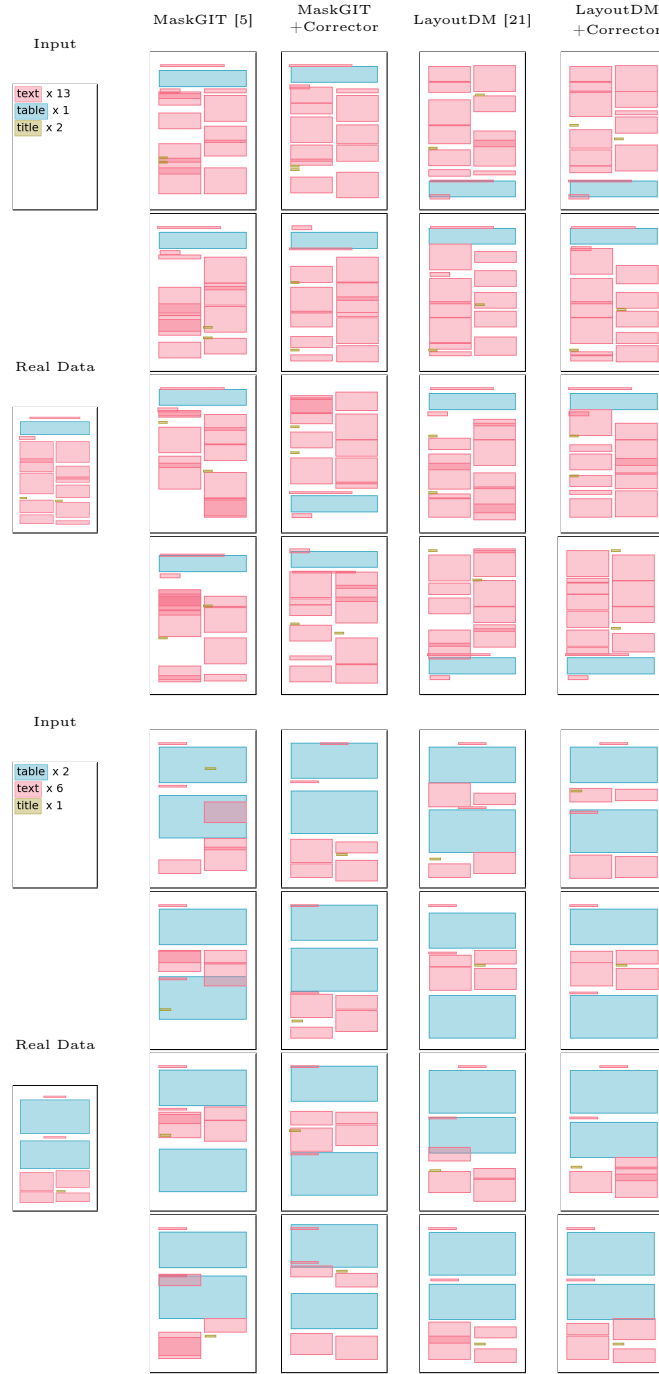 MaskGIT [5]
MaskGIT
+Corrector
LayoutDM [21]
LayoutDM
+Corrector
Input
text x 13
table x 1
title x 2
Real Data
Input
table x 2
text x 6
title x 1
Real Data